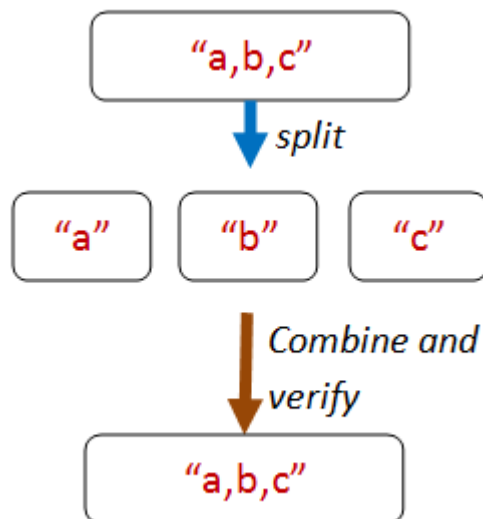 “a,b,c”
split
“a” “b” “c”
Combine and
verify
“a,b,c”